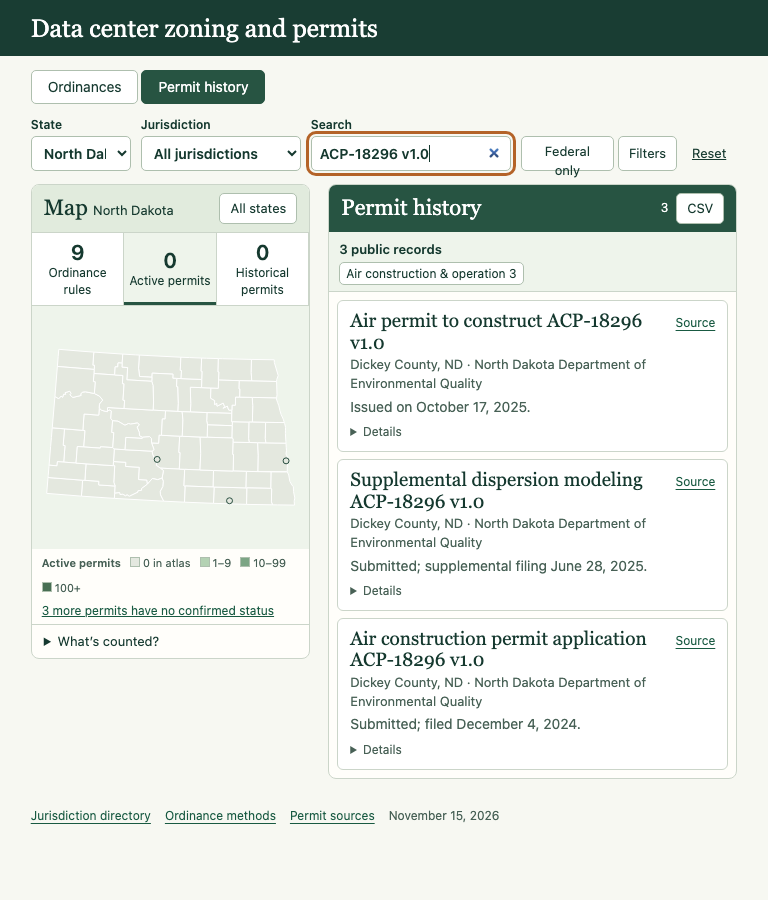 Data center zoning and permits
Ordinances
Permit history
State
Jurisdiction
Search
North Dal
All jurisdictions
ACP-18296 v1.0
Federal
only
Filters
Reset
Map North Dakota
All states
9
Ordinance
rules
0
Active permits
0
Historical
permits
Active permits
0 in atlas
1–9
10–99
100+
3 more permits have no confirmed status
What's counted?
Permit history
3
CSV
3 public records
Air construction & operation 3
Air permit to construct ACP-18296
v1.0
Source
Dickey County, ND · North Dakota Department of
Environmental Quality
Issued on October 17, 2025.
Details
Supplemental dispersion modeling
ACP-18296 v1.0
Source
Dickey County, ND · North Dakota Department of
Environmental Quality
Submitted; supplemental filing June 28, 2025.
Details
Air construction permit application
ACP-18296 v1.0
Source
Dickey County, ND · North Dakota Department of
Environmental Quality
Submitted; filed December 4, 2024.
Details
Jurisdiction directory
Ordinance methods
Permit sources
November 15, 2026